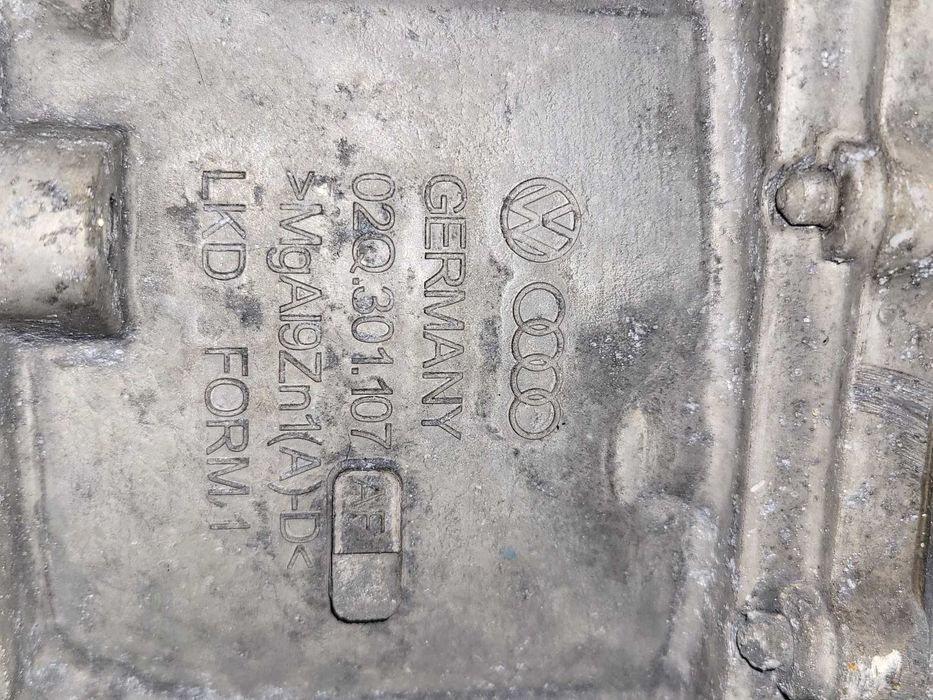 GERMANY
02Q.301.107 AF
>MgAl9Zn1(A)-D<
LKD FORM.1